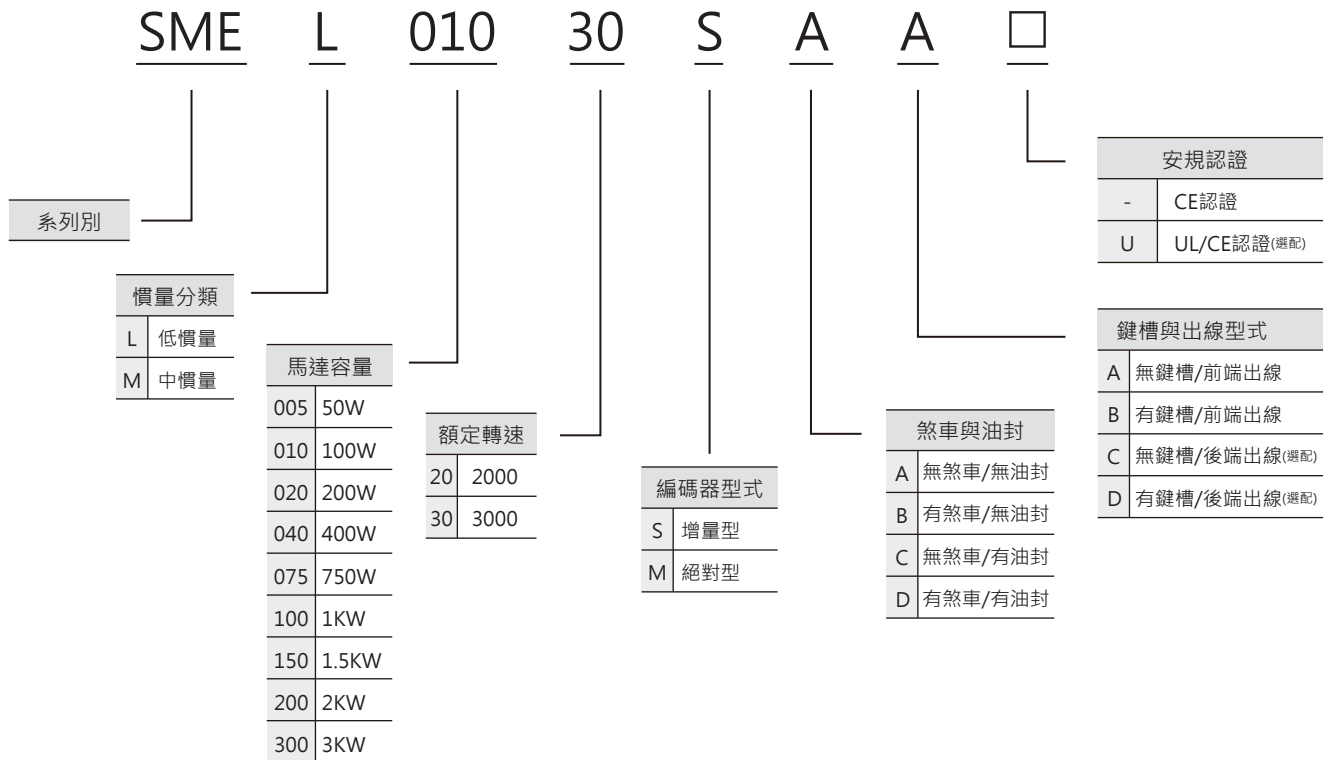 SME L 010 30 S A A □
系列別
慣量分類
L 低慣量
M 中慣量
馬達容量
005 50W
010 100W
020 200W
040 400W
075 750W
100 1KW
150 1.5KW
200 2KW
300 3KW
額定轉速
20 2000
30 3000
編碼器型式
S 增量型
M 絕對型
煞車與油封
A 無煞車/無油封
B 有煞車/無油封
C 無煞車/有油封
D 有煞車/有油封
鍵槽與出線型式
A 無鍵槽/前端出線
B 有鍵槽/前端出線
C 無鍵槽/後端出線(選配)
D 有鍵槽/後端出線(選配)
安規認證
- CE認證
U UL/CE認證(選配)